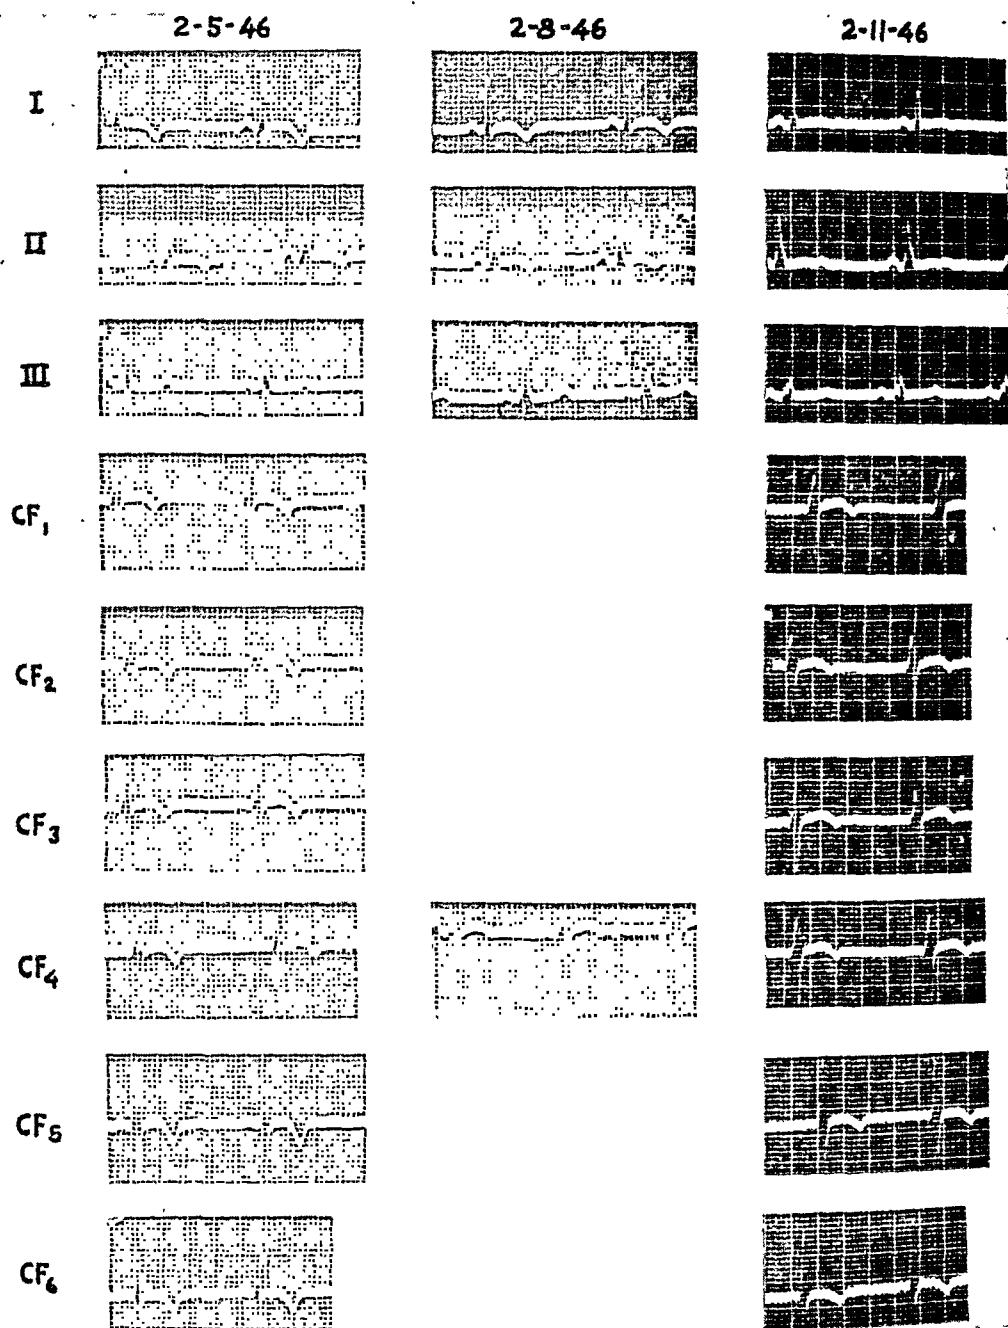 2-5-46 2-8-46 2-11-46
I
II
III
CF₁
CF₂
CF₃
CF₄
CF₅
CF₆